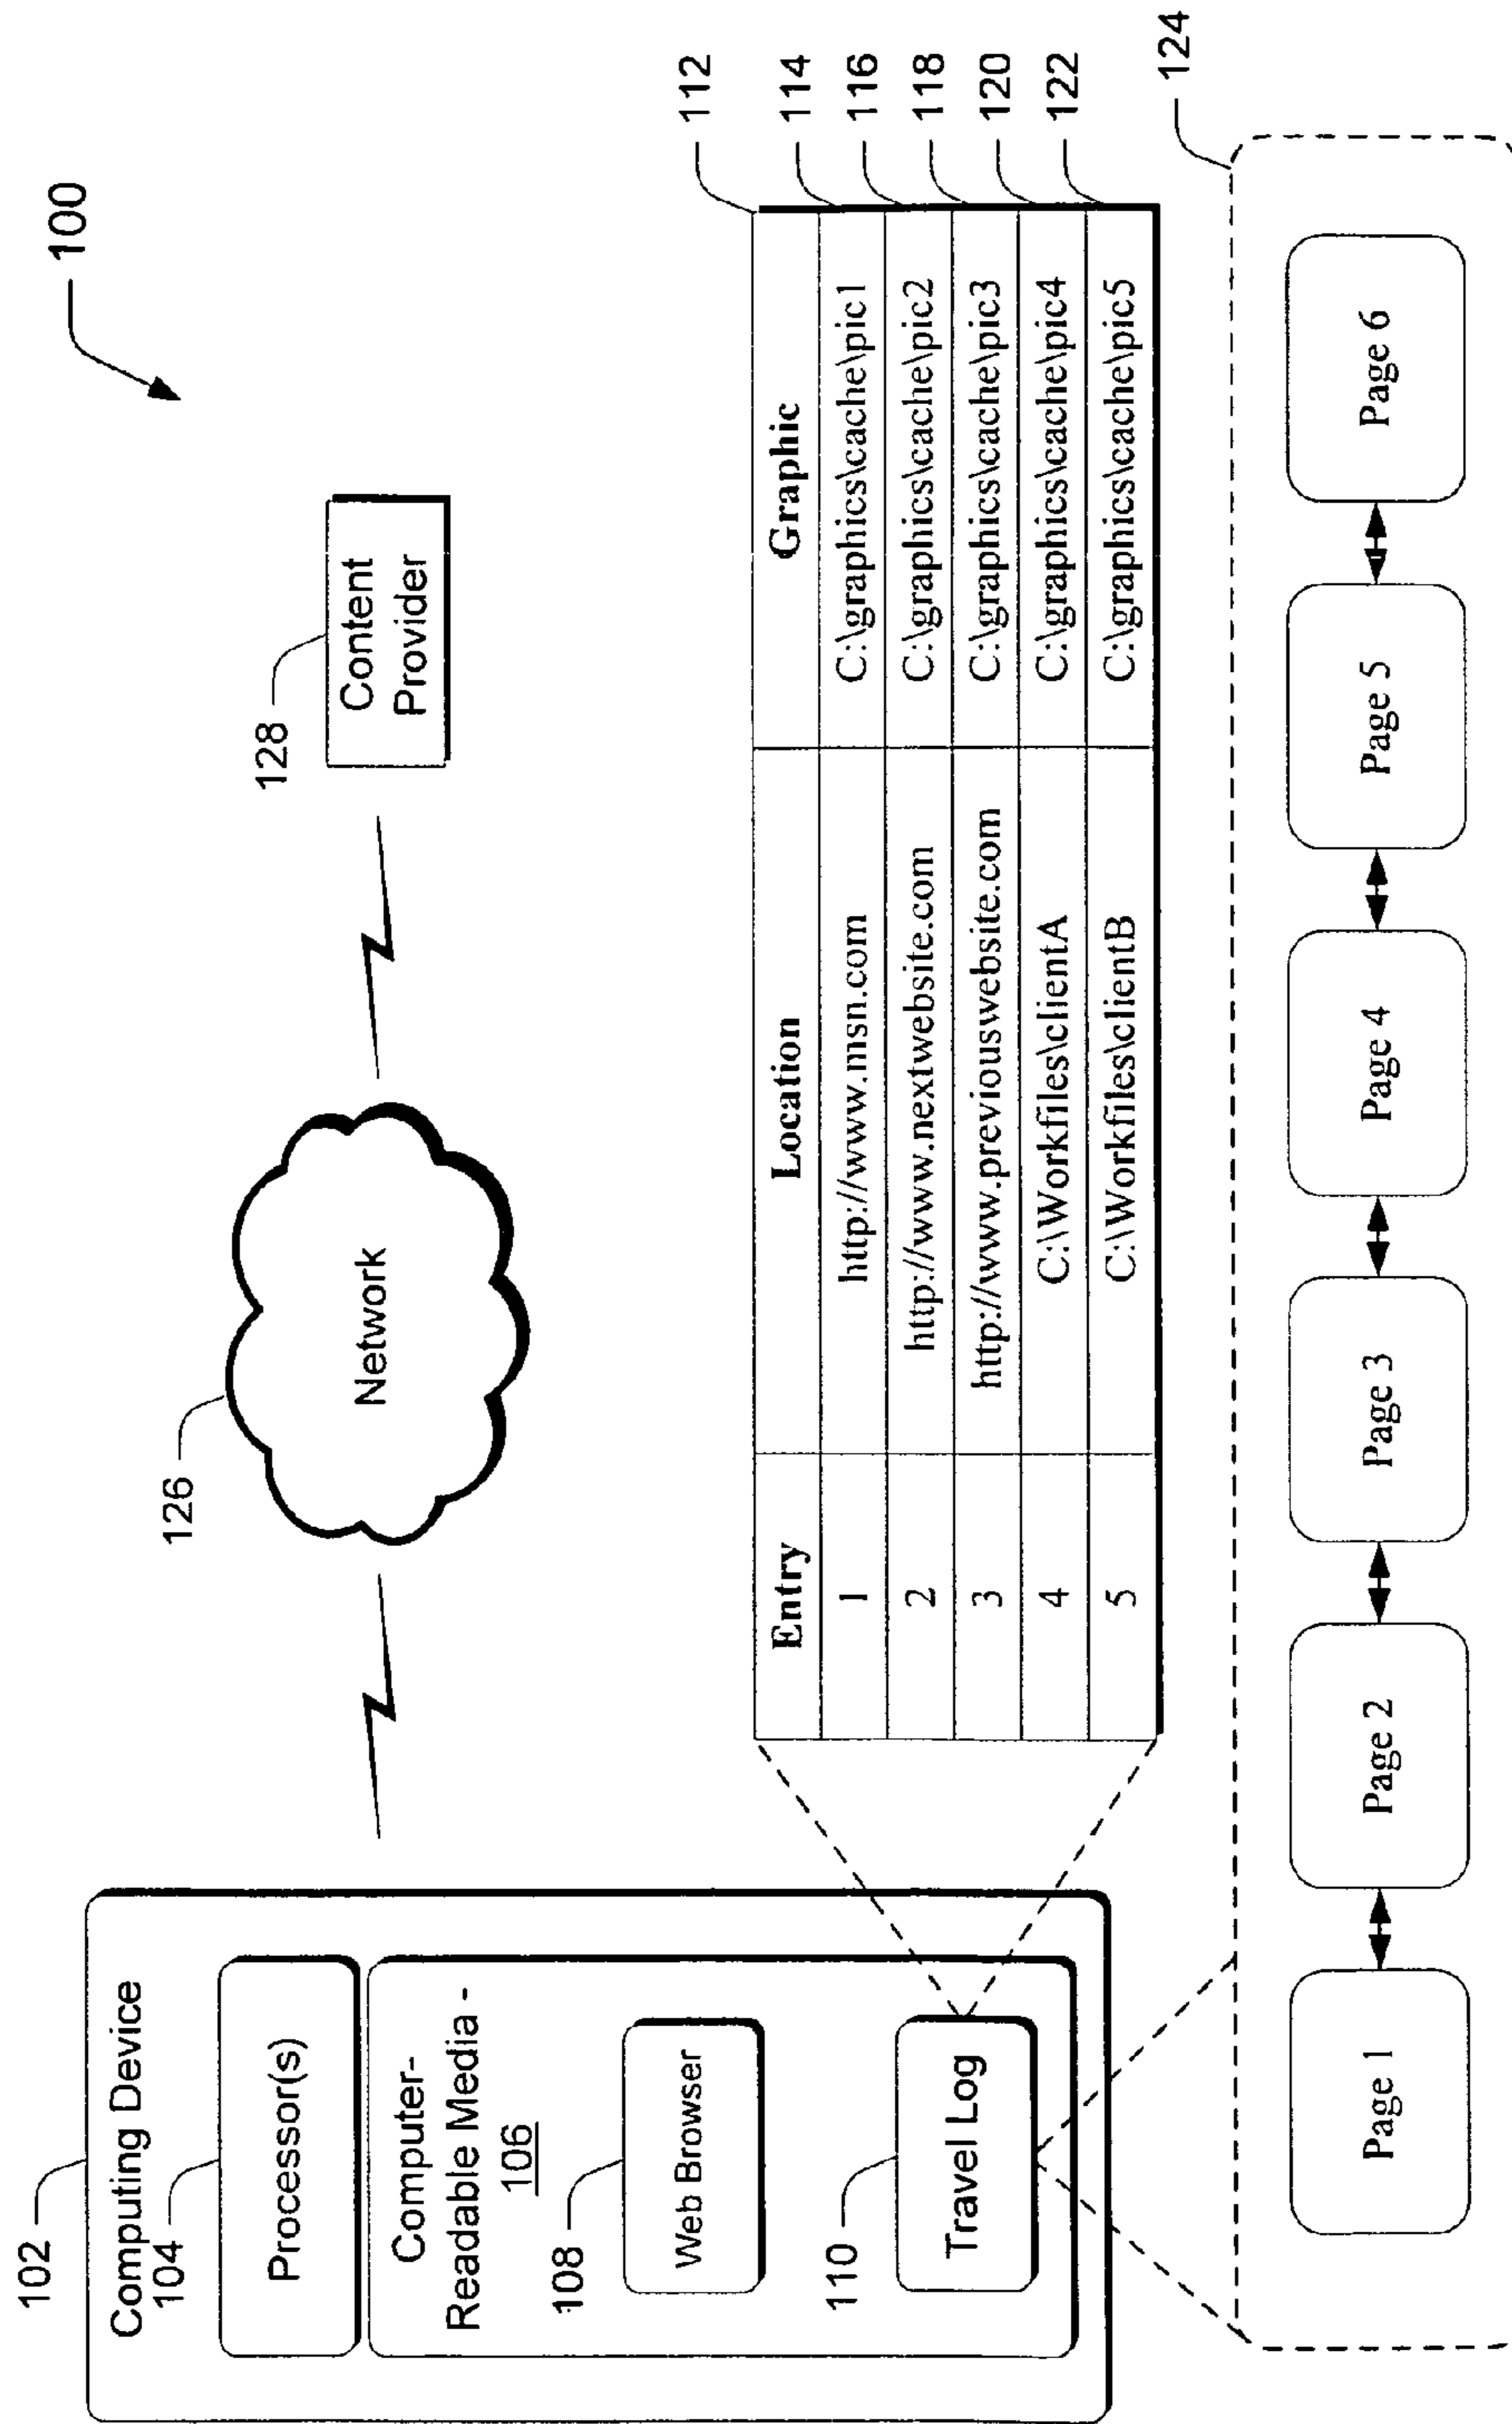 100
102
Computing Device
104
Processor(s)
Computer-
Readable Media -
106
108
Web Browser
110
Travel Log
126
Network
128
Content
Provider
112
Entry Location Graphic
1 http://www.msn.com C:\graphics\cache\pic1
114
2 http://www.nextwebsite.com C:\graphics\cache\pic2
116
3 http://www.previouswebsite.com C:\graphics\cache\pic3
118
4 C:\Workfiles\clientA C:\graphics\cache\pic4
120
5 C:\Workfiles\clientB C:\graphics\cache\pic5
122
124
Page 1
Page 2
Page 3
Page 4
Page 5
Page 6